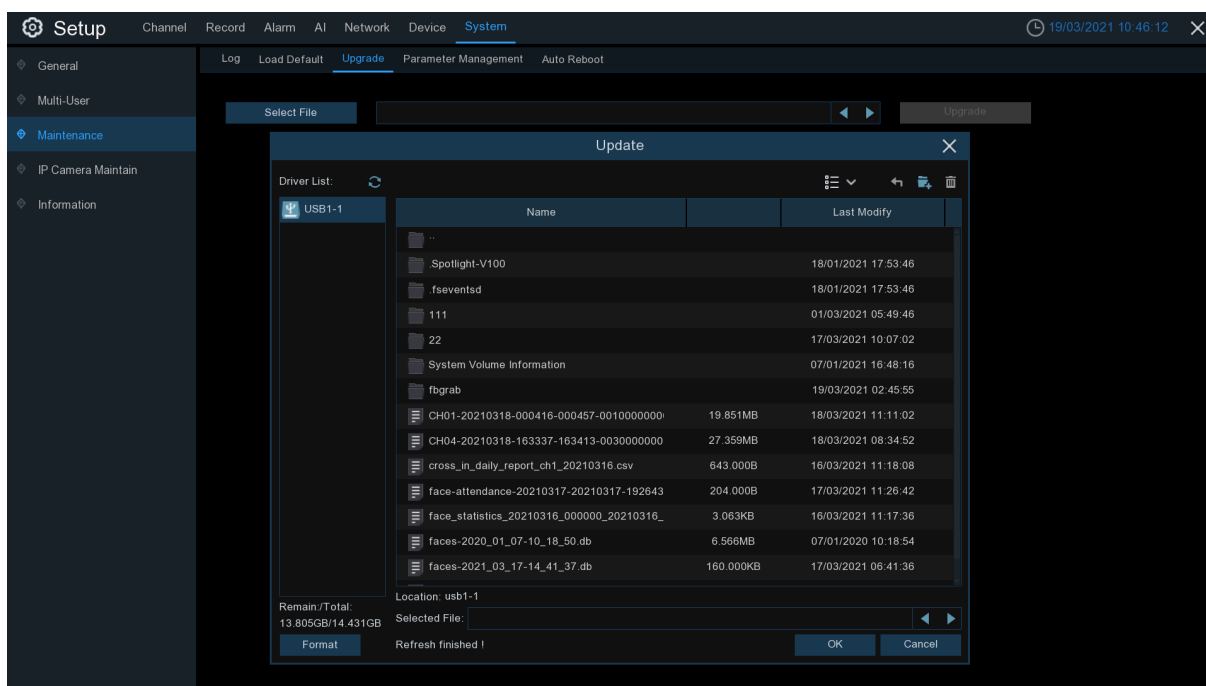 Setup Channel Record Alarm AI Network Device System 19/03/2021 10:46:12
General
Multi-User
Maintenance
IP Camera Maintain
Information
Log Load Default Upgrade Parameter Management Auto Reboot
Select File Upgrade
Update
Driver List:
USB1-1
Name Last Modify
..
.Spotlight-V100 18/01/2021 17:53:46
.fseventsd 18/01/2021 17:53:46
111 01/03/2021 05:49:46
22 17/03/2021 10:07:02
System Volume Information 07/01/2021 16:48:16
fbgrab 19/03/2021 02:45:55
CH01-20210318-000416-000457-0010000000 19.851MB 18/03/2021 11:11:02
CH04-20210318-163337-163413-0030000000 27.359MB 18/03/2021 08:34:52
cross_in_daily_report_ch1_20210316.csv 643.000B 16/03/2021 11:18:08
face-attendance-20210317-20210317-192643 204.000B 17/03/2021 11:26:42
face_statistics_20210316_000000_20210316_ 3.063KB 16/03/2021 11:17:36
faces-2020_01_07-10_18_50.db 6.566MB 07/01/2020 10:18:54
faces-2021_03_17-14_41_37.db 160.000KB 17/03/2021 06:41:36
Location: usb1-1
Remain:/Total:
13.805GB/14.431GB
Selected File:
Format
Refresh finished !
OK Cancel